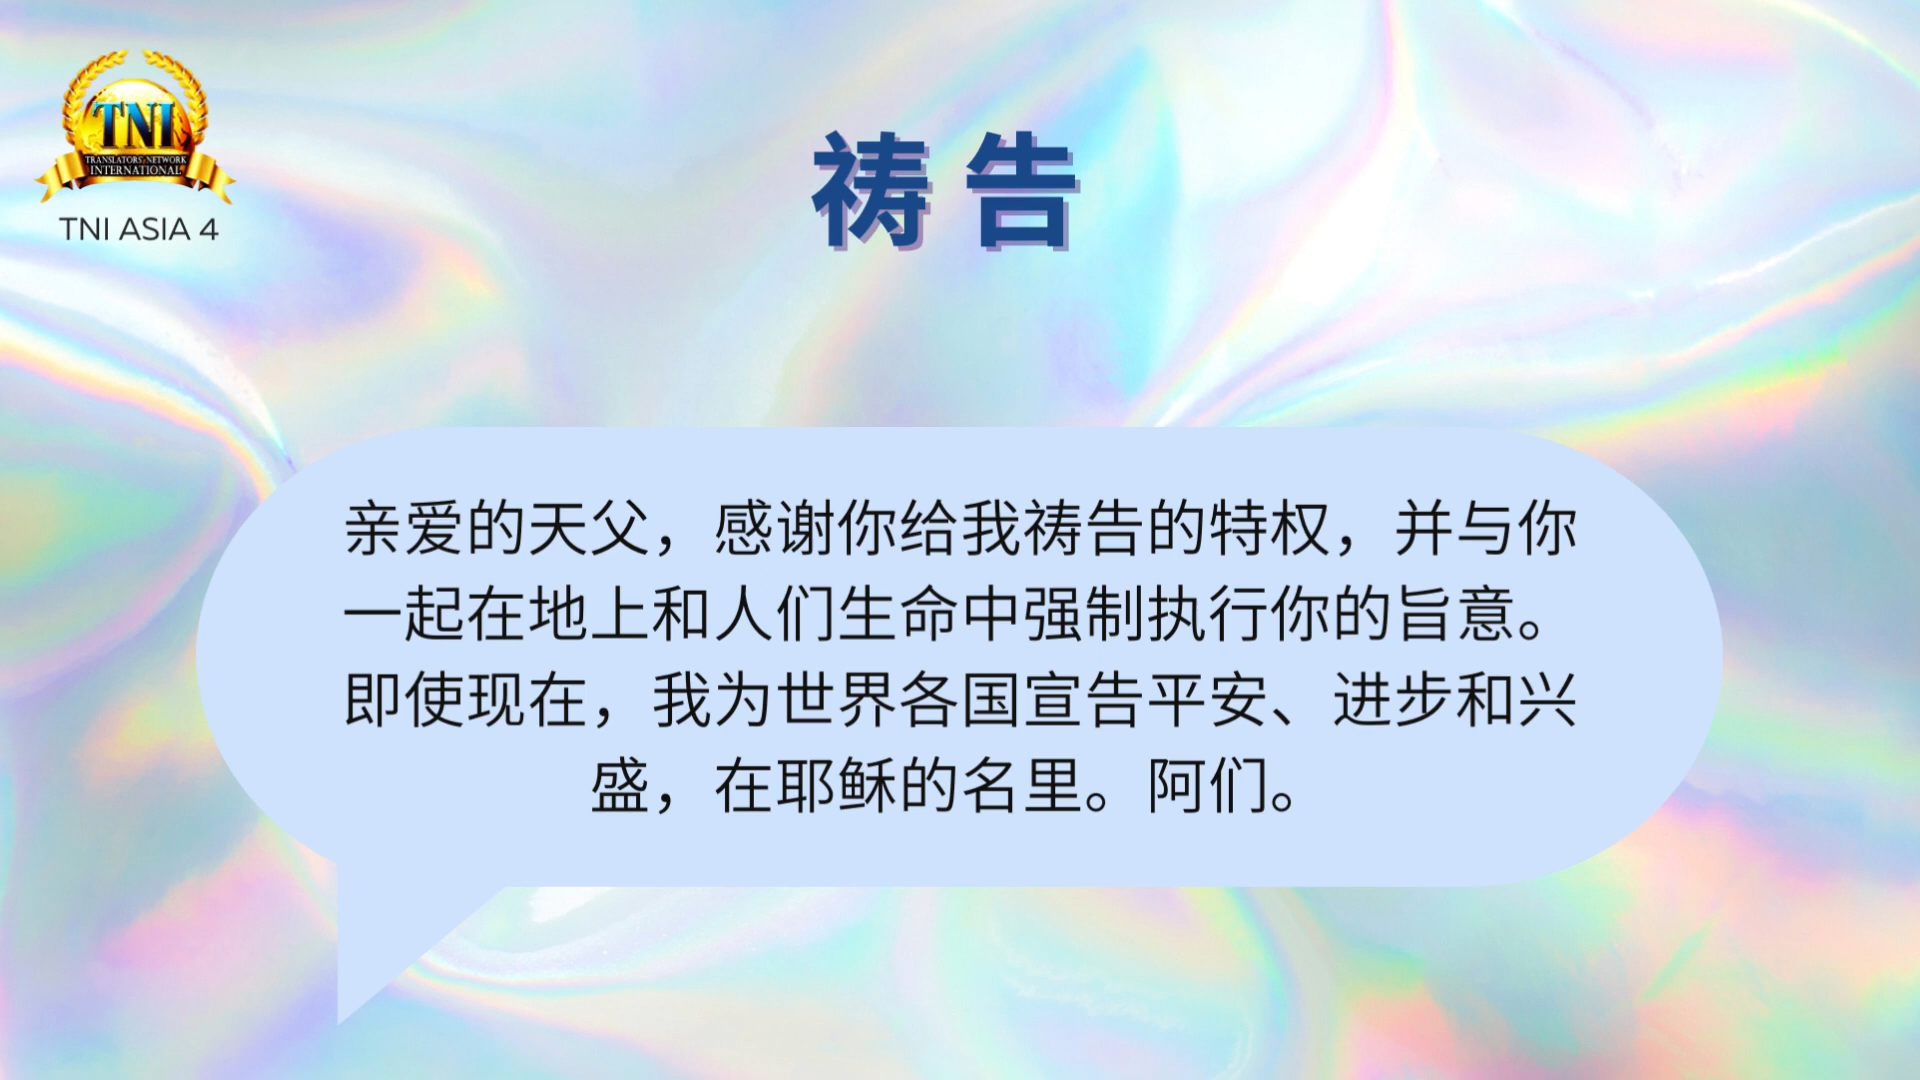 TNI
TRANSLATORS NETWORK
INTERNATIONAL
TNI ASIA 4
祷告
亲爱的天父，感谢你给我祷告的特权，并与你
一起在地上和人们生命中强制执行你的旨意。
即使现在，我为世界各国宣告平安、进步和兴
盛，在耶稣的名里。阿们。